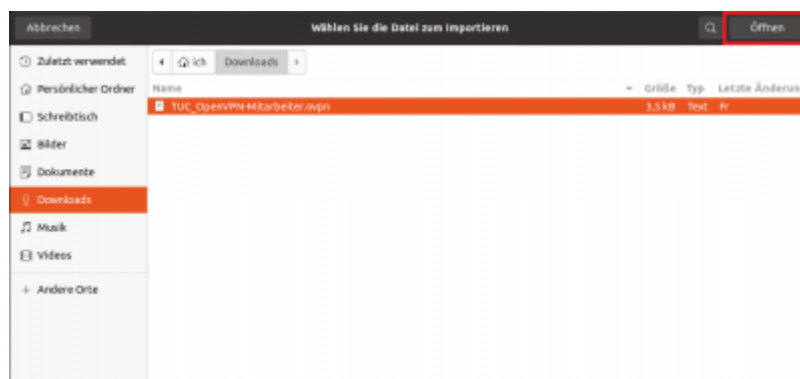 Abbrechen Wählen Sie die Datei zum Importieren Öffnen
Zuletzt verwendet
Persönlicher Ordner
Schreibtisch
Bilder
Dokumente
Downloads
Musik
Videos
+ Andere Orte
ich Downloads
Name Größe Typ Letzte Änderun
TUC_OpenVPN-Mitarbeiter.ovpn 3,5 kB Text Fr